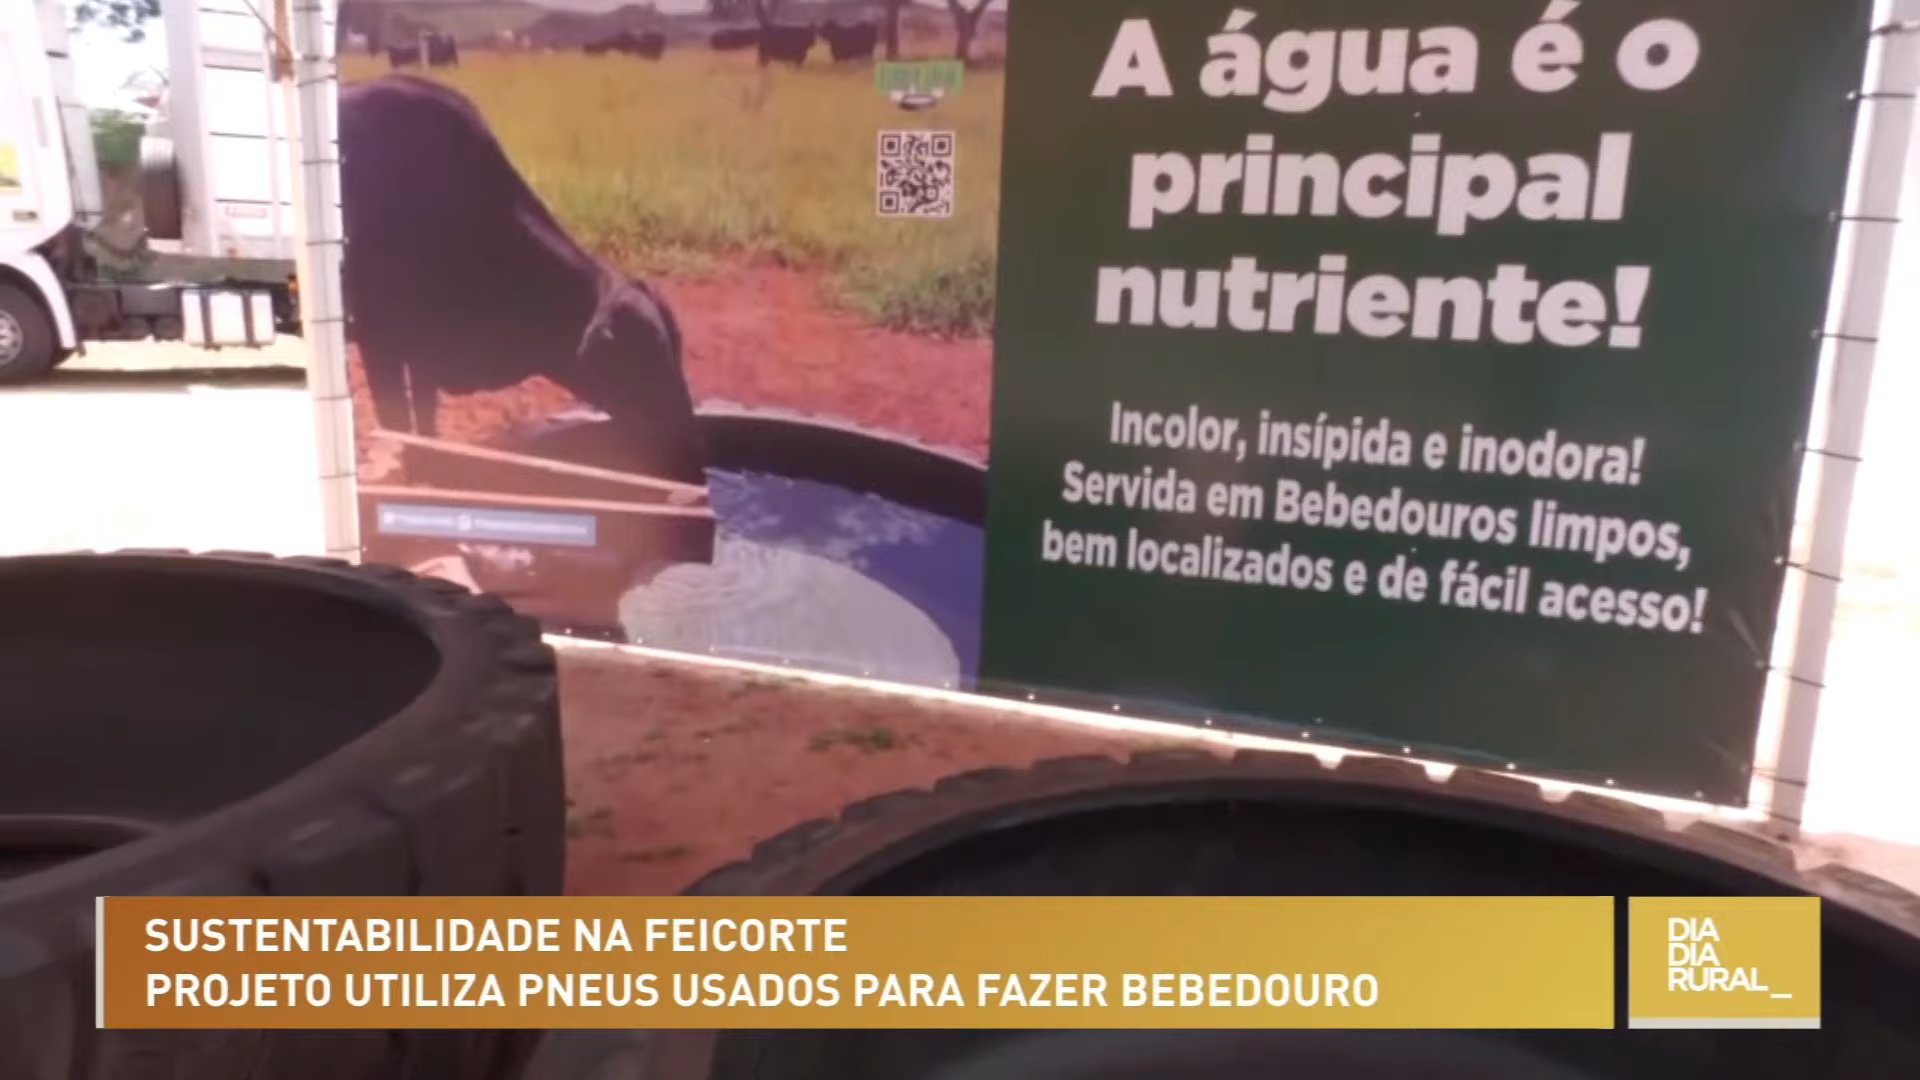 A água é o
principal
nutriente!
Incolor, insípida e inodora!
Servida em Bebedouros limpos,
bem localizados e de fácil acesso!
SUSTENTABILIDADE NA FEICORTE
PROJETO UTILIZA PNEUS USADOS PARA FAZER BEBEDOURO
DIA
DIA
RURAL_